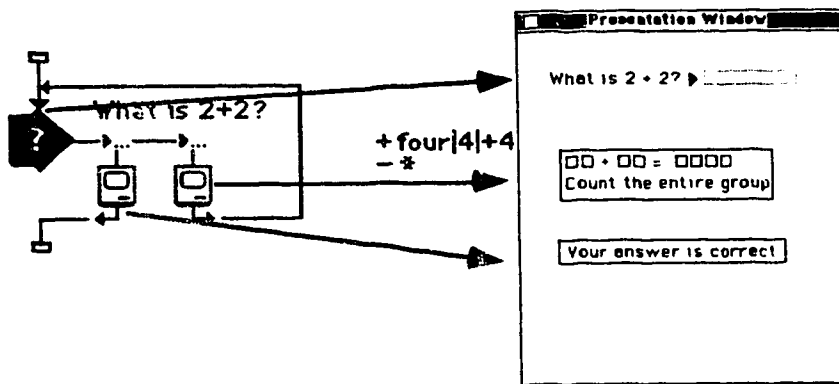 Presentation Window
What is 2 + 2?
What is 2+2?
?
+ four|4|+4
- *
□□ + □□ = □□□□
Count the entire group
Your answer is correct